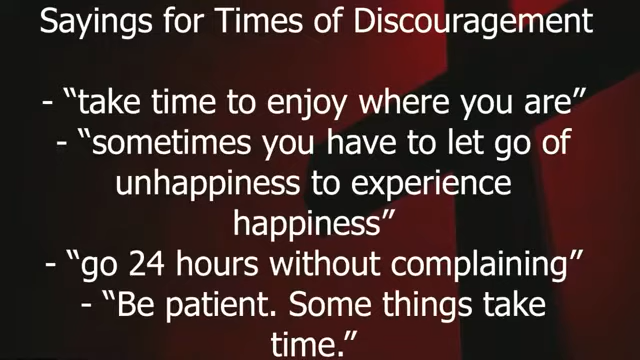 Sayings for Times of Discouragement
- “take time to enjoy where you are”
- “sometimes you have to let go of
unhappiness to experience
happiness”
- “go 24 hours without complaining”
- “Be patient. Some things take
time.”